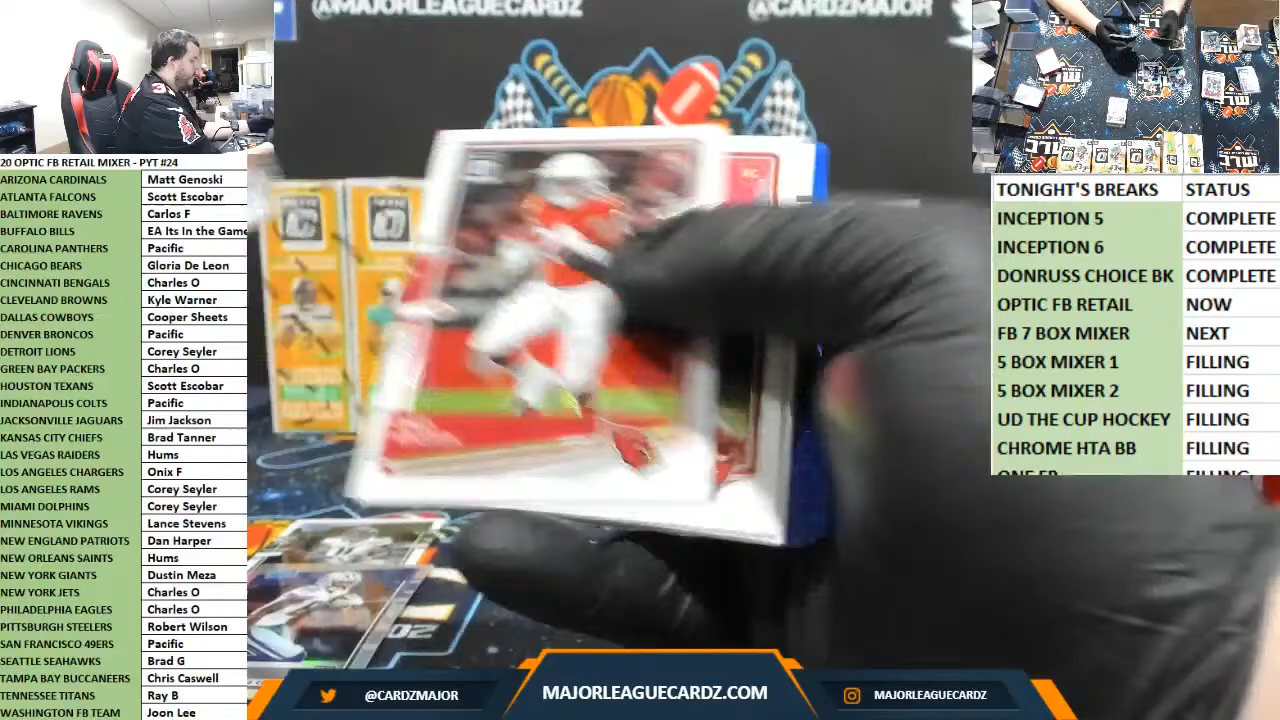 @MAJORLEAGUECARDZ
@CARDZMAJOR
20 OPTIC FB RETAIL MIXER - PYT #24
ARIZONA CARDINALS Matt Genoski
ATLANTA FALCONS Scott Escobar
BALTIMORE RAVENS Carlos F
BUFFALO BILLS EA Its In the Game
CAROLINA PANTHERS Pacific
CHICAGO BEARS Gloria De Leon
CINCINNATI BENGALS Charles O
CLEVELAND BROWNS Kyle Warner
DALLAS COWBOYS Cooper Sheets
DENVER BRONCOS Pacific
DETROIT LIONS Corey Seyler
GREEN BAY PACKERS Charles O
HOUSTON TEXANS Scott Escobar
INDIANAPOLIS COLTS Pacific
JACKSONVILLE JAGUARS Jim Jackson
KANSAS CITY CHIEFS Brad Tanner
LAS VEGAS RAIDERS Hums
LOS ANGELES CHARGERS Onix F
LOS ANGELES RAMS Corey Seyler
MIAMI DOLPHINS Corey Seyler
MINNESOTA VIKINGS Lance Stevens
NEW ENGLAND PATRIOTS Dan Harper
NEW ORLEANS SAINTS Hums
NEW YORK GIANTS Dustin Meza
NEW YORK JETS Charles O
PHILADELPHIA EAGLES Charles O
PITTSBURGH STEELERS Robert Wilson
SAN FRANCISCO 49ERS Pacific
SEATTLE SEAHAWKS Brad G
TAMPA BAY BUCCANEERS Chris Caswell
TENNESSEE TITANS Ray B
WASHINGTON FB TEAM Joon Lee
TONIGHT'S BREAKS STATUS
INCEPTION 5 COMPLETE
INCEPTION 6 COMPLETE
DONRUSS CHOICE BK COMPLETE
OPTIC FB RETAIL NOW
FB 7 BOX MIXER NEXT
5 BOX MIXER 1 FILLING
5 BOX MIXER 2 FILLING
UD THE CUP HOCKEY FILLING
CHROME HTA BB FILLING
@CARDZMAJOR
MAJORLEAGUECARDZ.COM
MAJORLEAGUECARDZ